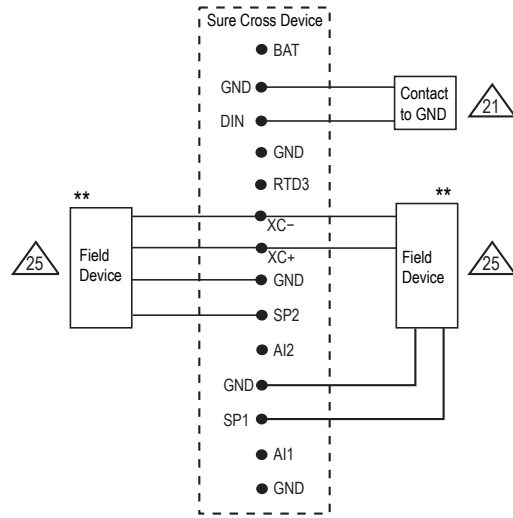 Sure Cross Device
BAT
GND
Contact
to GND
21
DIN
GND
RTD3
**
**
XC−
25
Field
Device
XC+
Field
Device
25
GND
SP2
AI2
GND
SP1
AI1
GND